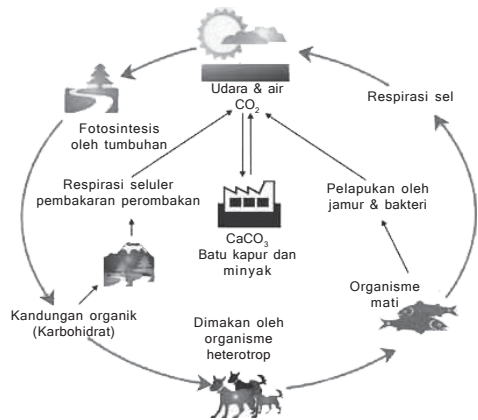 Udara & air
CO₂
Respirasi sel
Fotosintesis
oleh tumbuhan
Respirasi seluler
pembakaran perombakan
Pelapukan oleh
jamur & bakteri
CaCO₃
Batu kapur dan
minyak
Organisme
mati
Kandungan organik
(Karbohidrat)
Dimakan oleh
organisme
heterotrop